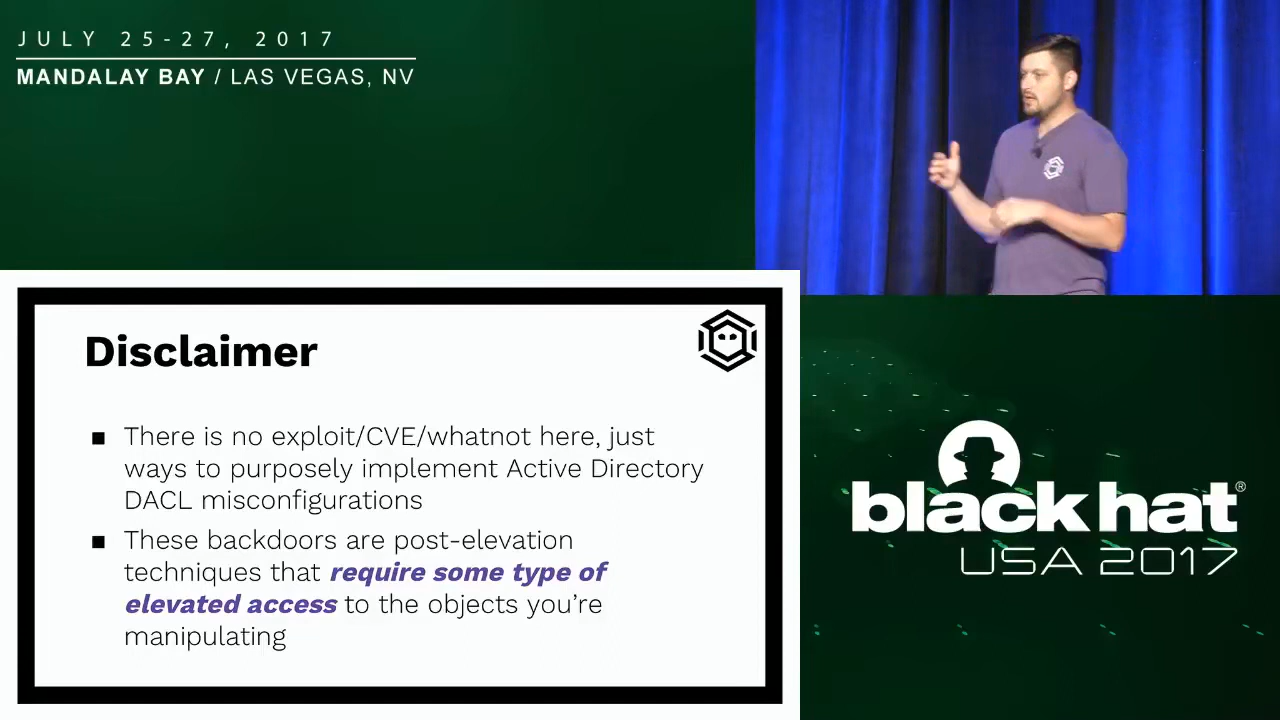 JULY 25-27, 2017
MANDALAY BAY / LAS VEGAS, NV
Disclaimer
■ There is no exploit/CVE/whatnot here, just
ways to purposely implement Active Directory
DACL misconfigurations
■ These backdoors are post-elevation
techniques that require some type of
elevated access to the objects you’re
manipulating
black hat®
USA 2017